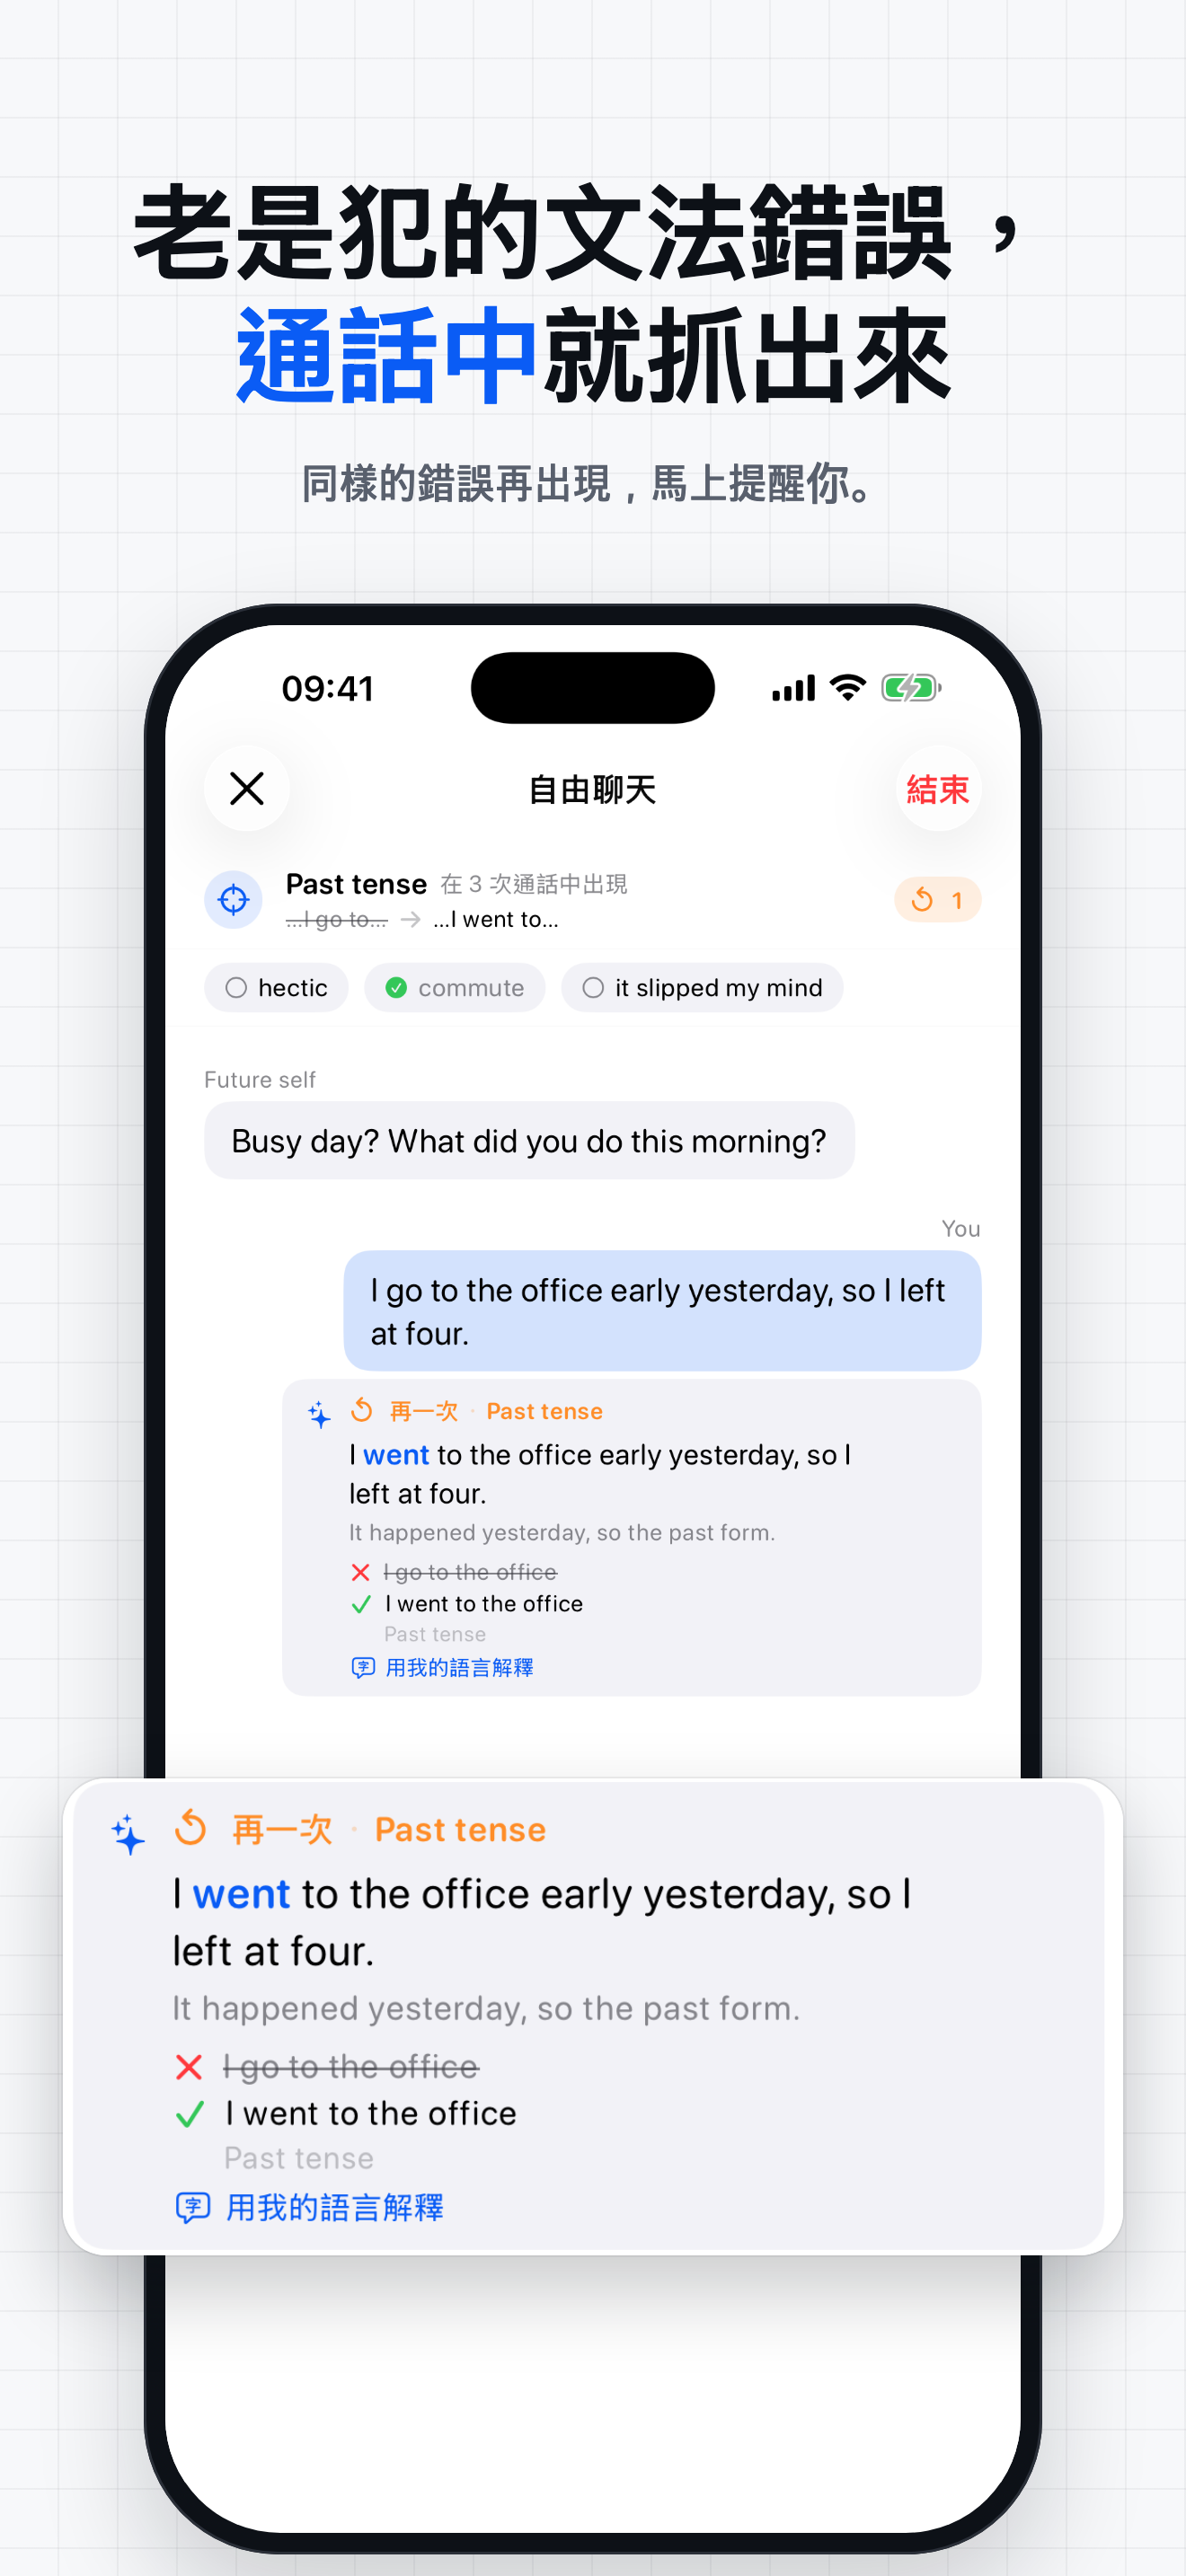 老是犯的文法錯誤，
通話中就抓出來
同樣的錯誤再出現，馬上提醒你。
09:41
自由聊天
結束
Past tense 在 3 次通話中出現
1
...I go to... → ...I went to...
hectic
commute
it slipped my mind
Future self
Busy day? What did you do this morning?
You
I go to the office early yesterday, so I left
at four.
再一次 · Past tense
I went to the office early yesterday, so I
left at four.
It happened yesterday, so the past form.
I go to the office
I went to the office
Past tense
字 用我的語言解釋
再一次 · Past tense
I went to the office early yesterday, so I
left at four.
It happened yesterday, so the past form.
I go to the office
I went to the office
Past tense
字 用我的語言解釋